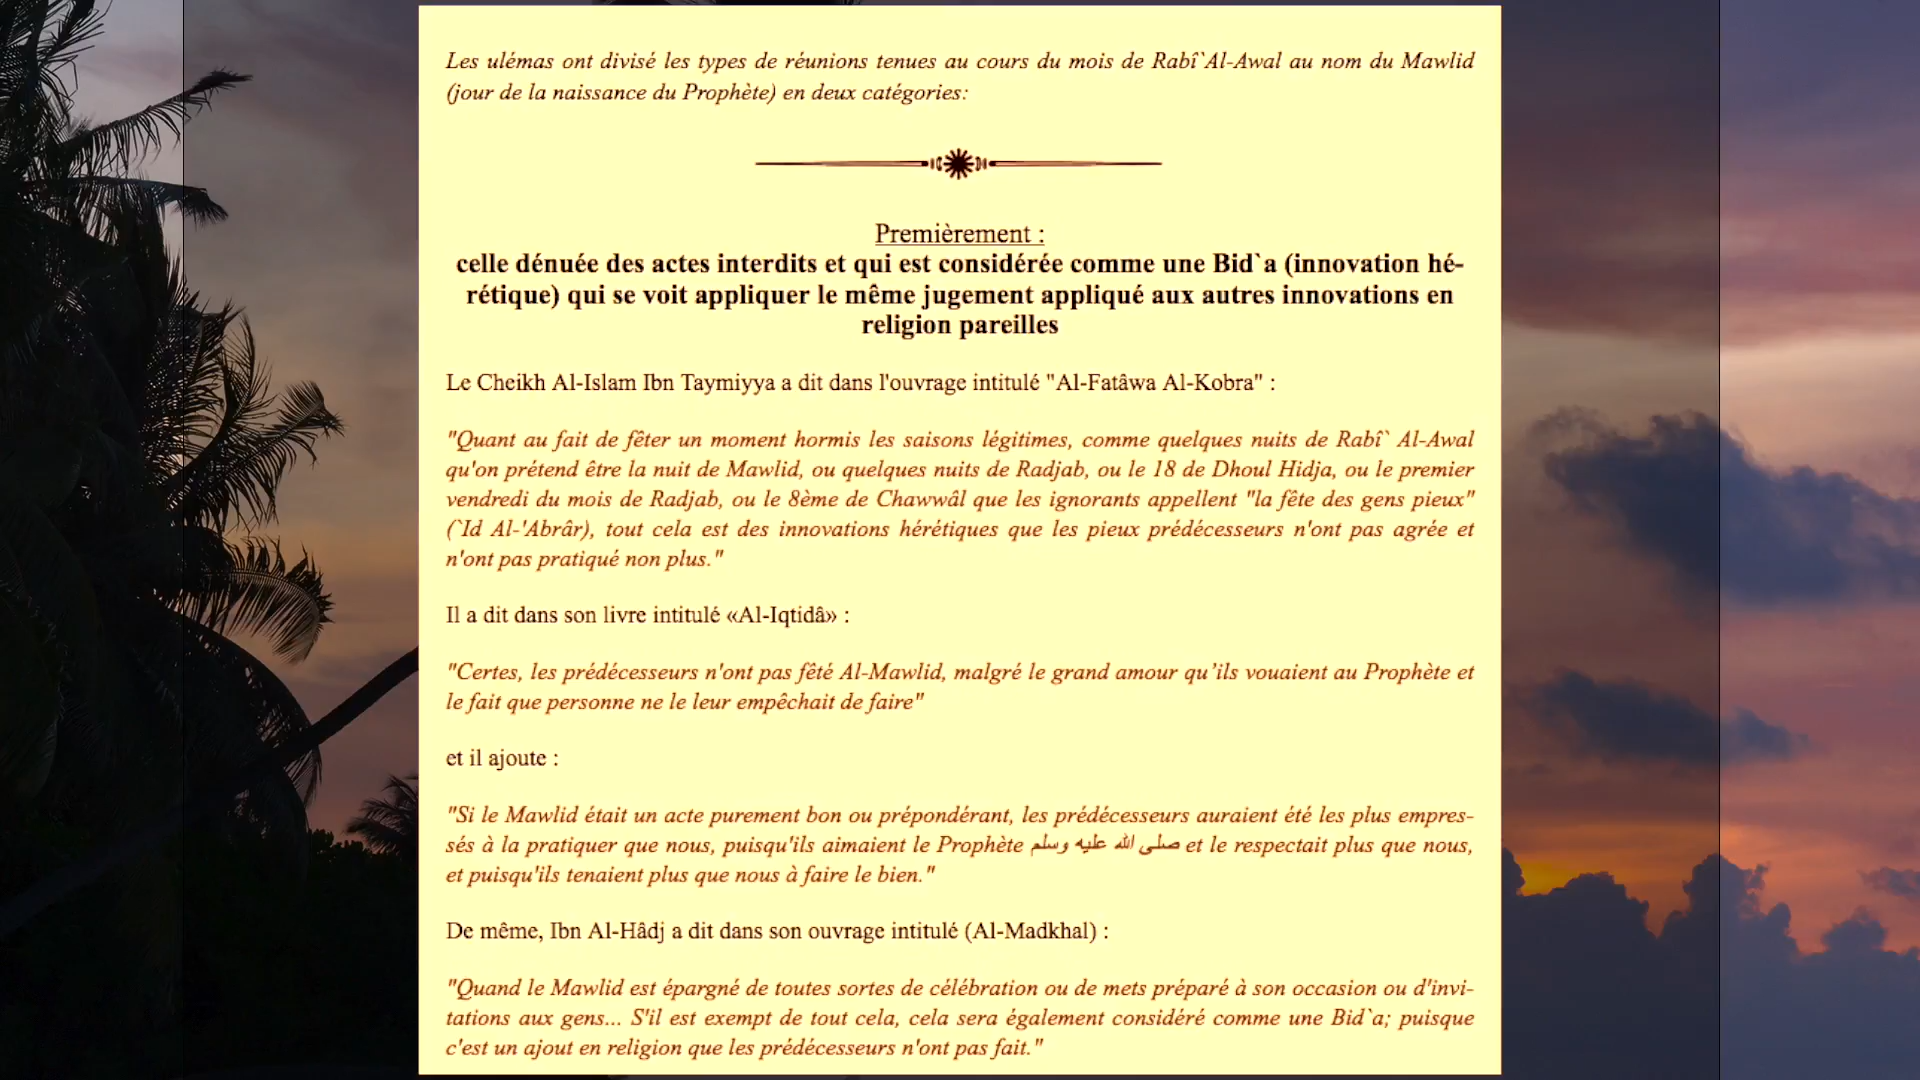 Les ulémas ont divisé les types de réunions tenues au cours du mois de Rabî`Al-Awal au nom du Mawlid
(jour de la naissance du Prophète) en deux catégories:
Premièrement :
celle dénuée des actes interdits et qui est considérée comme une Bid`a (innovation hé-
rétique) qui se voit appliquer le même jugement appliqué aux autres innovations en
religion pareilles
Le Cheikh Al-Islam Ibn Taymiyya a dit dans l'ouvrage intitulé "Al-Fatâwa Al-Kobra" :
"Quant au fait de fêter un moment hormis les saisons légitimes, comme quelques nuits de Rabî` Al-Awal
qu'on prétend être la nuit de Mawlid, ou quelques nuits de Radjab, ou le 18 de Dhoul Hidja, ou le premier
vendredi du mois de Radjab, ou le 8ème de Chawwâl que les ignorants appellent "la fête des gens pieux"
(`Id Al-'Abrâr), tout cela est des innovations hérétiques que les pieux prédécesseurs n'ont pas agrée et
n'ont pas pratiqué non plus."
Il a dit dans son livre intitulé «Al-Iqtidâ» :
"Certes, les prédécesseurs n'ont pas fêté Al-Mawlid, malgré le grand amour qu’ils vouaient au Prophète et
le fait que personne ne le leur empêchait de faire"
et il ajoute :
"Si le Mawlid était un acte purement bon ou prépondérant, les prédécesseurs auraient été les plus empres-
sés à la pratiquer que nous, puisqu'ils aimaient le Prophète صلى الله عليه وسلم et le respectait plus que nous,
et puisqu'ils tenaient plus que nous à faire le bien."
De même, Ibn Al-Hâdj a dit dans son ouvrage intitulé (Al-Madkhal) :
"Quand le Mawlid est épargné de toutes sortes de célébration ou de mets préparé à son occasion ou d'invi-
tations aux gens... S'il est exempt de tout cela, cela sera également considéré comme une Bid`a; puisque
c'est un ajout en religion que les prédécesseurs n'ont pas fait."